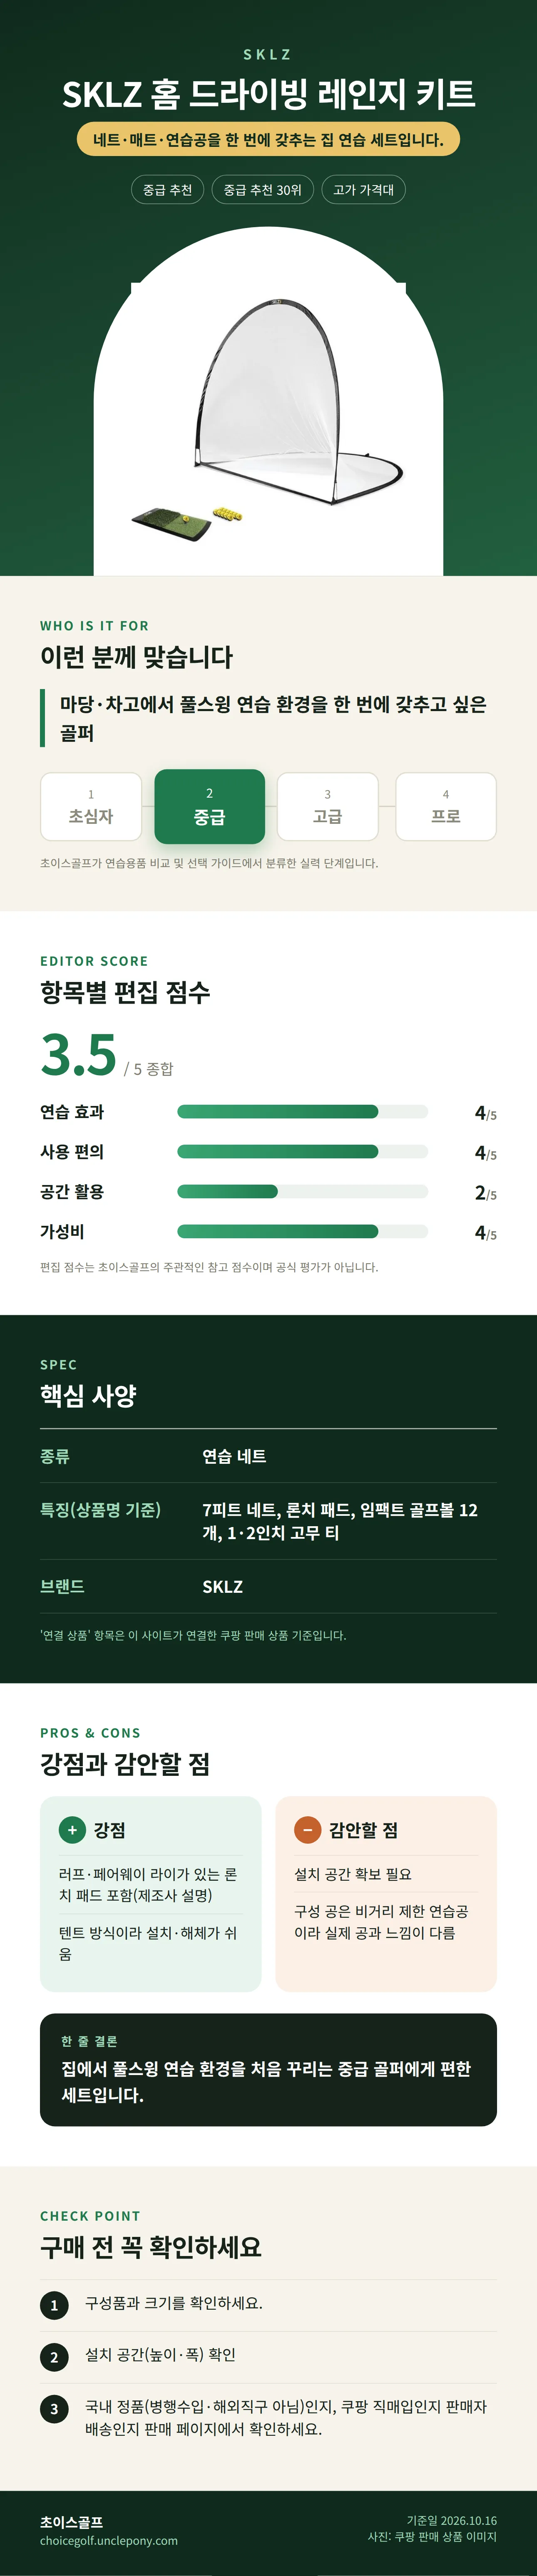 SKLZ
SKLZ 홈 드라이빙 레인지 키트
네트·매트·연습공을 한 번에 갖추는 집 연습 세트입니다.
중급 추천
중급 추천 30위
고가 가격대
WHO IS IT FOR
이런 분께 맞습니다
마당·차고에서 풀스윙 연습 환경을 한 번에 갖추고 싶은
골퍼
1
초심자
2
중급
3
고급
4
프로
초이스골프가 연습용품 비교 및 선택 가이드에서 분류한 실력 단계입니다.
EDITOR SCORE
항목별 편집 점수
3.5 / 5 종합
연습 효과 4/5
사용 편의 4/5
공간 활용 2/5
가성비 4/5
편집 점수는 초이스골프의 주관적인 참고 점수이며 공식 평가가 아닙니다.
SPEC
핵심 사양
종류 연습 네트
특징(상품명 기준) 7피트 네트, 론치 패드, 임팩트 골프볼 12
개, 1·2인치 고무 티
브랜드 SKLZ
'연결 상품' 항목은 이 사이트가 연결한 쿠팡 판매 상품 기준입니다.
PROS & CONS
강점과 감안할 점
+ 강점
러프·페어웨이 라이가 있는 론
치 패드 포함(제조사 설명)
텐트 방식이라 설치·해체가 쉬
움
− 감안할 점
설치 공간 확보 필요
구성 공은 비거리 제한 연습공
이라 실제 공과 느낌이 다름
한 줄 결론
집에서 풀스윙 연습 환경을 처음 꾸리는 중급 골퍼에게 편한
세트입니다.
CHECK POINT
구매 전 꼭 확인하세요
1 구성품과 크기를 확인하세요.
2 설치 공간(높이·폭) 확인
3 국내 정품(병행수입·해외직구 아님)인지, 쿠팡 직매입인지 판매자
배송인지 판매 페이지에서 확인하세요.
초이스골프
choicegolf.unclepony.com
기준일 2026.10.16
사진: 쿠팡 판매 상품 이미지